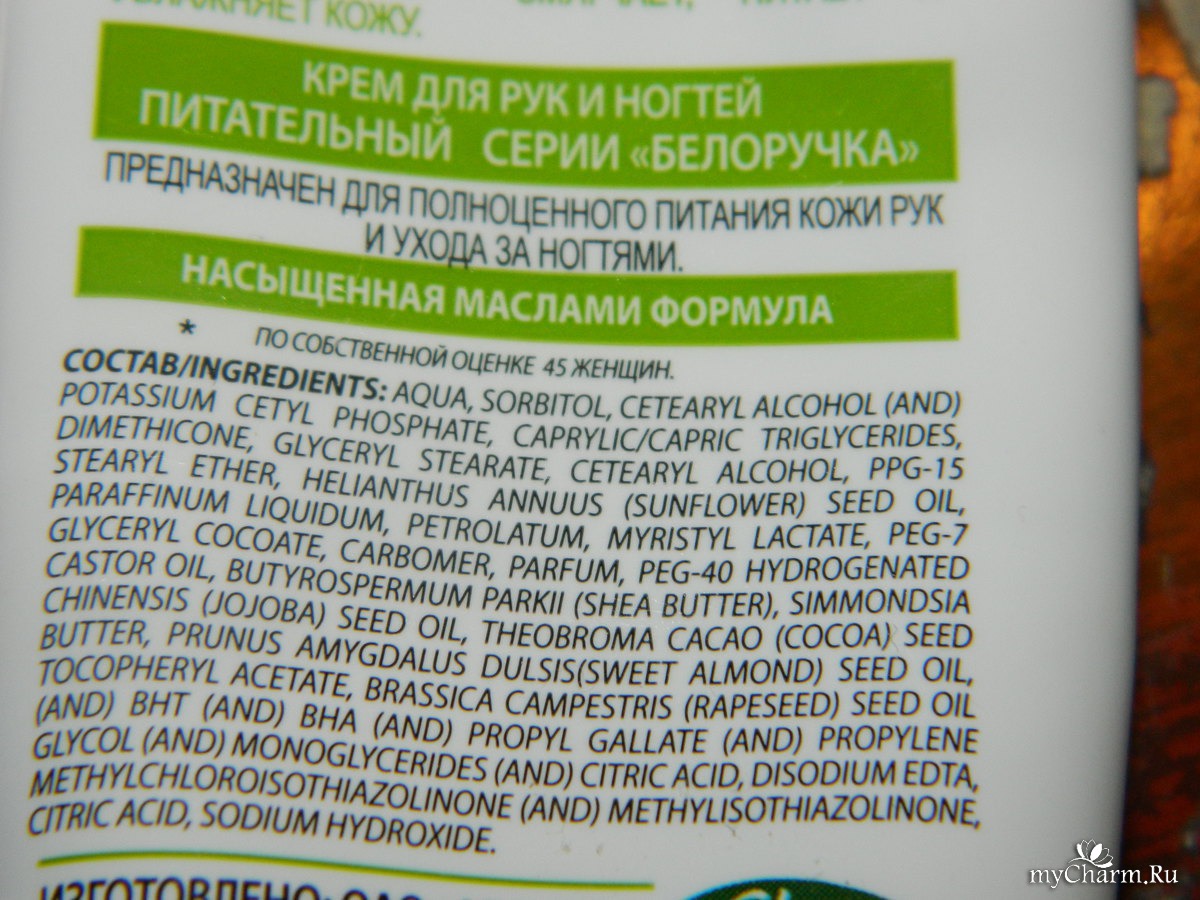 УВЛАЖНЯЕТ КОЖУ.
КРЕМ ДЛЯ РУК И НОГТЕЙ
ПИТАТЕЛЬНЫЙ СЕРИИ «БЕЛОРУЧКА»
ПРЕДНАЗНАЧЕН ДЛЯ ПОЛНОЦЕННОГО ПИТАНИЯ КОЖИ РУК
И УХОДА ЗА НОГТЯМИ.
НАСЫЩЕННАЯ МАСЛАМИ ФОРМУЛА
* ПО СОБСТВЕННОЙ ОЦЕНКЕ 45 ЖЕНЩИН.
СОСТАВ/INGREDIENTS: AQUA, SORBITOL, CETEARYL ALCOHOL (AND)
POTASSIUM CETYL PHOSPHATE, CAPRYLIC/CAPRIC TRIGLYCERIDES,
DIMETHICONE, GLYCERYL STEARATE, CETEARYL ALCOHOL, PPG-15
STEARYL ETHER, HELIANTHUS ANNUUS (SUNFLOWER) SEED OIL,
PARAFFINUM LIQUIDUM, PETROLATUM, MYRISTYL LACTATE, PEG-7
GLYCERYL COCOATE, CARBOMER, PARFUM, PEG-40 HYDROGENATED
CASTOR OIL, BUTYROSPERMUM PARKII (SHEA BUTTER), SIMMONDSIA
CHINENSIS (JOJOBA) SEED OIL, THEOBROMA CACAO (COCOA) SEED
BUTTER, PRUNUS AMYGDALUS DULSIS(SWEET ALMOND) SEED OIL,
TOCOPHERYL ACETATE, BRASSICA CAMPESTRIS (RAPESEED) SEED OIL
(AND) BHT (AND) BHA (AND) PROPYL GALLATE (AND) PROPYLENE
GLYCOL (AND) MONOGLYCERIDES (AND) CITRIC ACID, DISODIUM EDTA,
METHYLCHLOROISOTHIAZOLINONE (AND) METHYLISOTHIAZOLINONE,
CITRIC ACID, SODIUM HYDROXIDE.
ИЗГОТОВЛЕНО: ОАО
myCharm.Ru